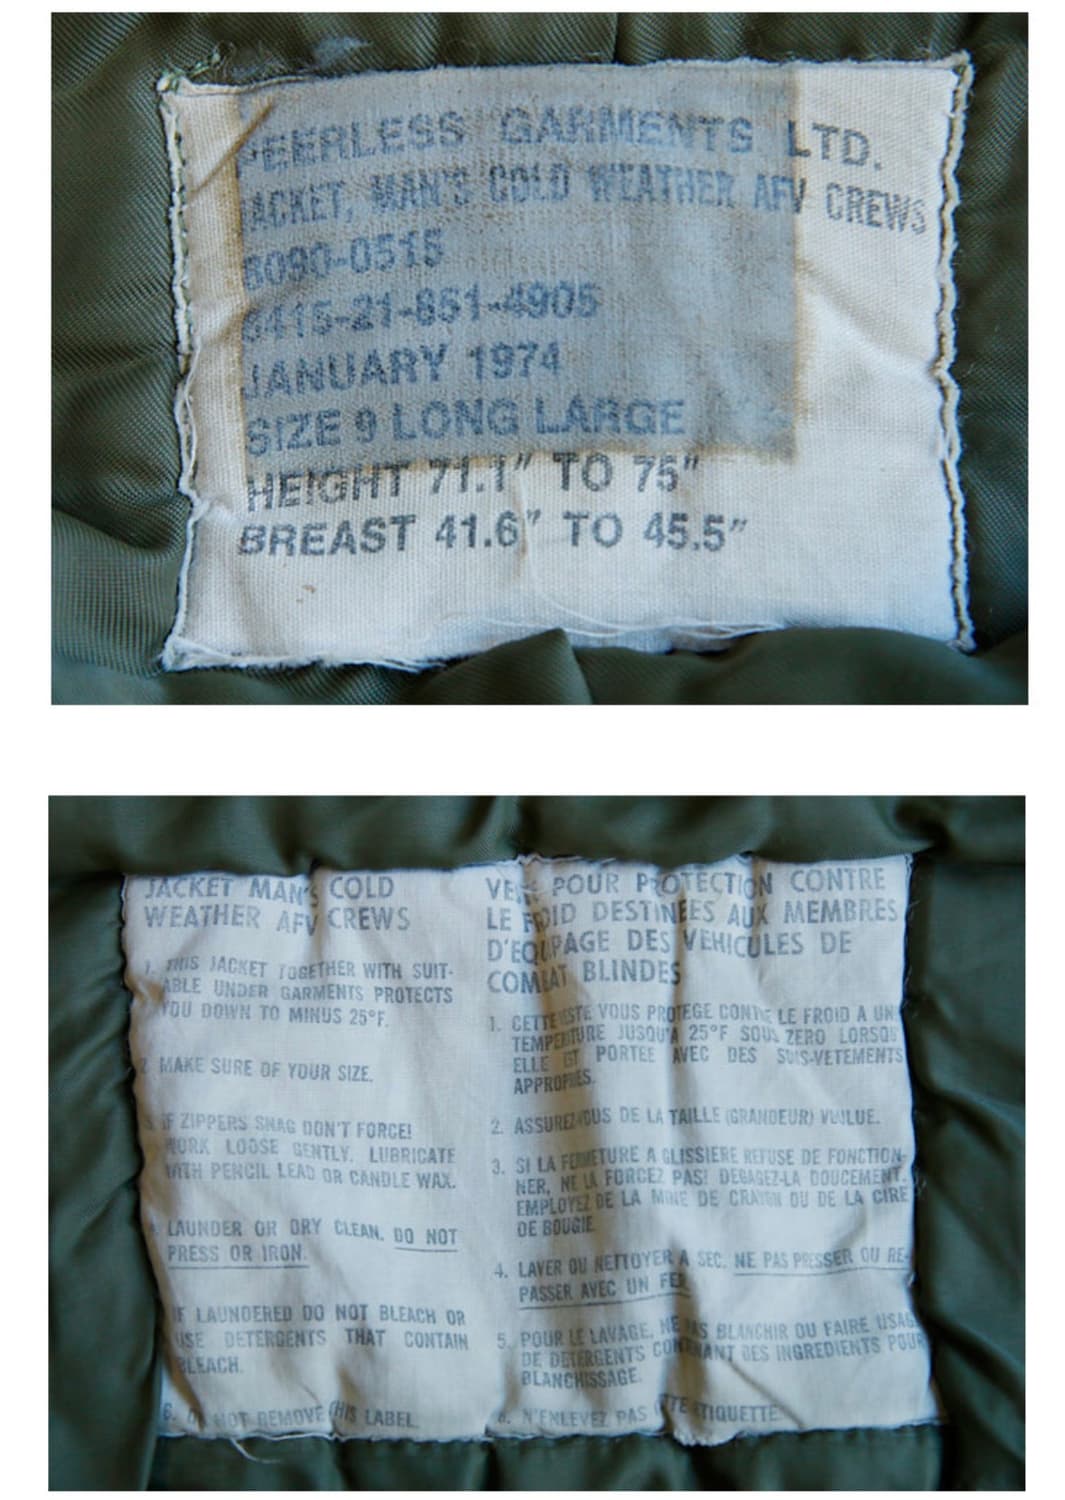 PEERLESS GARMENTS LTD.
JACKET, MAN'S COLD WEATHER AFV CREWS
8090-0515
8415-21-851-4905
JANUARY 1974
SIZE 9 LONG LARGE
HEIGHT 71.1" TO 75"
BREAST 41.6" TO 45.5"
JACKET MAN'S COLD
WEATHER AFV CREWS
1. THIS JACKET TOGETHER WITH SUIT-
ABLE UNDER GARMENTS PROTECTS
YOU DOWN TO MINUS 25°F.
2. MAKE SURE OF YOUR SIZE.
3. IF ZIPPERS SNAG DON'T FORCE!
WORK LOOSE GENTLY. LUBRICATE
WITH PENCIL LEAD OR CANDLE WAX.
LAUNDER OR DRY CLEAN. DO NOT
PRESS OR IRON.
IF LAUNDERED DO NOT BLEACH OR
USE DETERGENTS THAT CONTAIN
BLEACH.
6. DO NOT REMOVE THIS LABEL
POUR PROTECTION CONTRE
LE FROID DESTINEES AUX MEMBRES
D'EQUIPAGE DES VEHICULES DE
COMBAT BLINDES
1. CETTE VESTE VOUS PROTEGE CONTRE LE FROID A UN
TEMPERATURE JUSQU'A 25°F SOUS ZERO LORSQU'
ELLE EST PORTEE AVEC DES SOUS-VETEMENTS
APPROPRIES.
2. ASSUREZ-VOUS DE LA TAILLE (GRANDEUR) VOULUE.
3. SI LA FERMETURE A GLISSIERE REFUSE DE FONCTION-
NER, NE LA FORCEZ PAS! DEGAGEZ-LA DOUCEMENT.
EMPLOYEZ DE LA MINE DE CRAYON OU DE LA CIRE
DE BOUGIE
4. LAVER OU NETTOYER A SEC. NE PAS PRESSER OU RE-
PASSER AVEC UN FER
5. POUR LE LAVAGE, NE PAS BLANCHIR OU FAIRE USAG
DE DETERGENTS CONTENANT DES INGREDIENTS POUR
BLANCHISSAGE.
6. N'ENLEVEZ PAS CETTE ETIQUETTE.